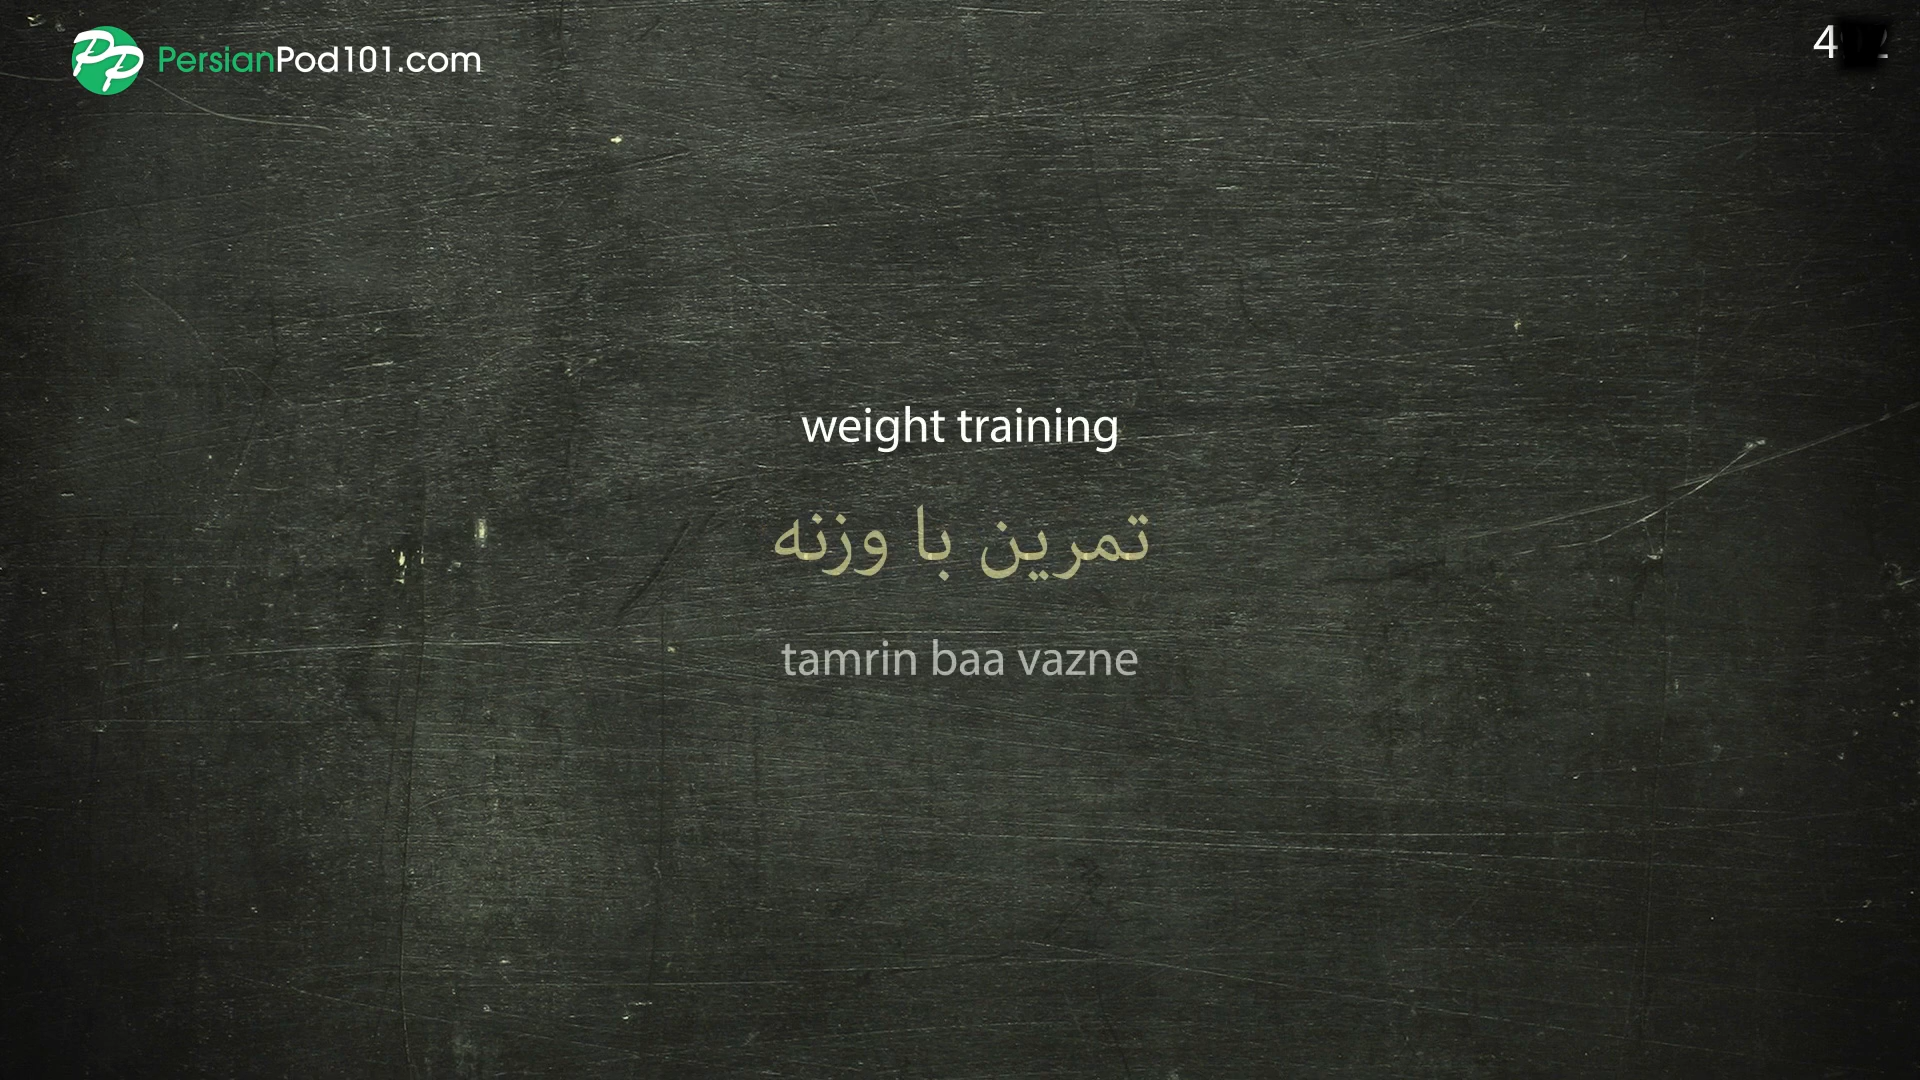 PersianPod101.com
weight training
تمرین با وزنه
tamrin baa vazne